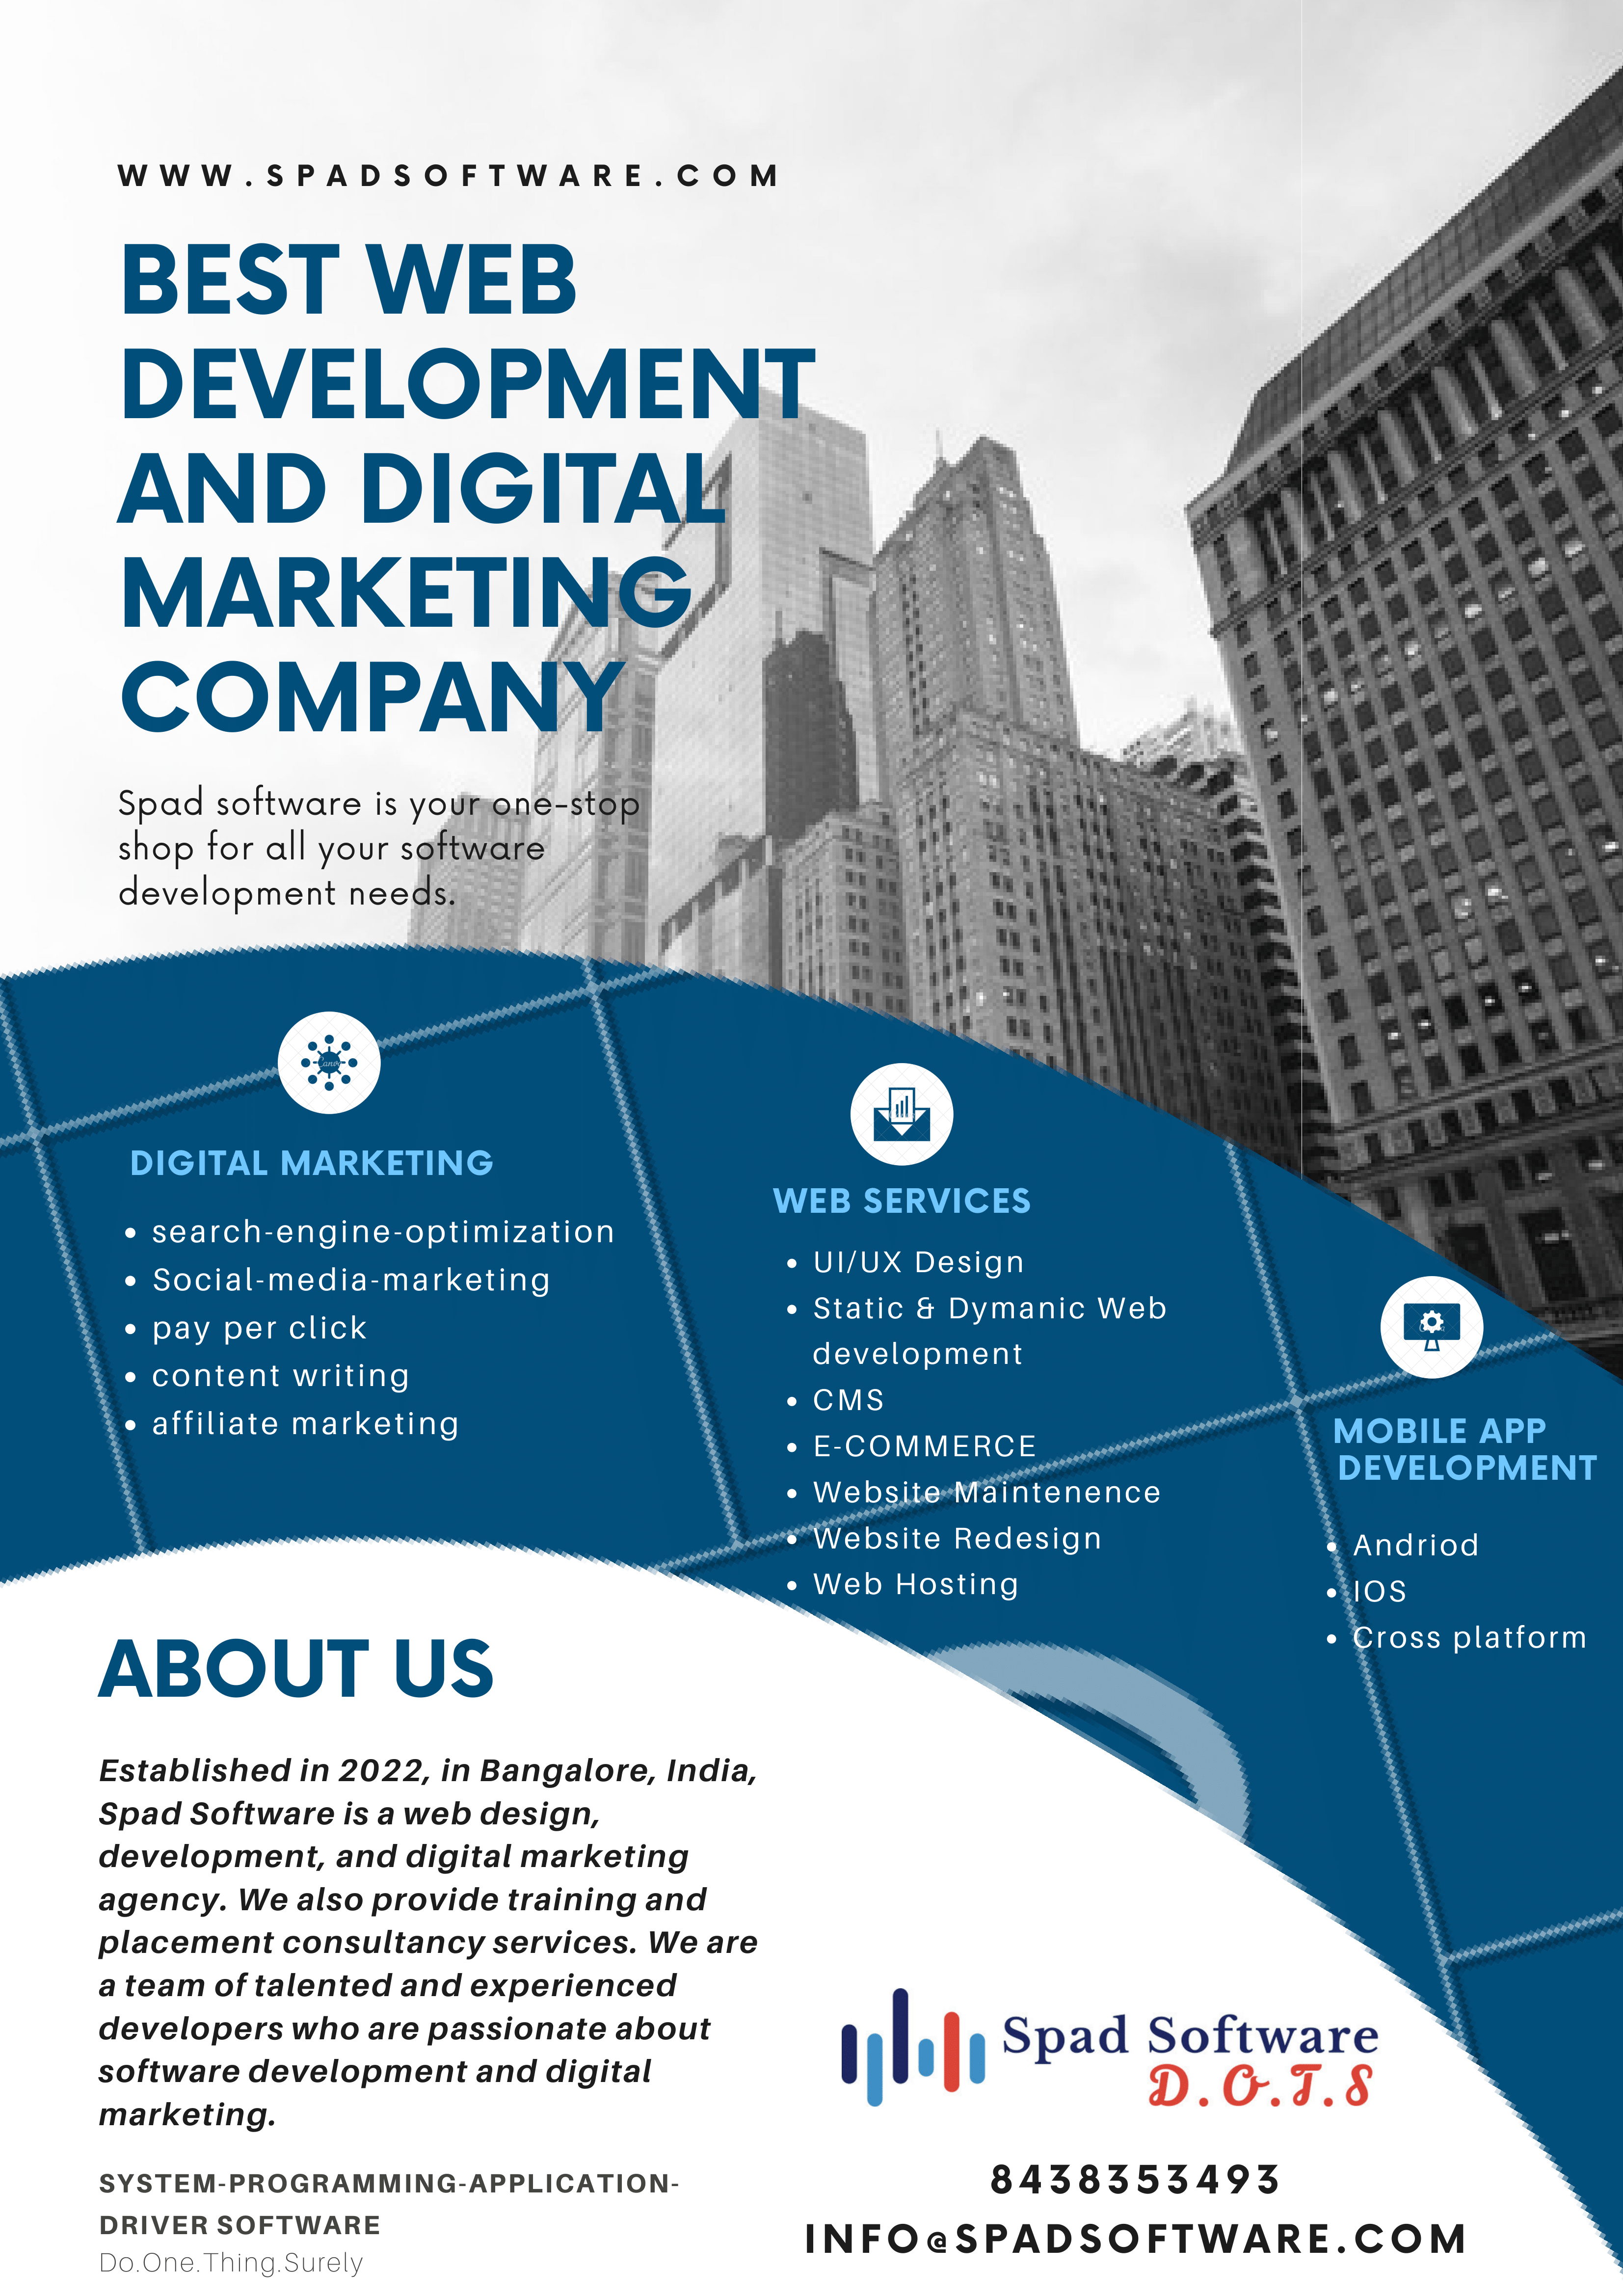 WWW.SPADSOFTWARE.COM
BEST WEB
DEVELOPMENT
AND DIGITAL
MARKETING
COMPANY
Spad software is your one-stop
shop for all your software
development needs.
DIGITAL MARKETING
• search-engine-optimization
• Social-media-marketing
• pay per click
• content writing
• affiliate marketing
WEB SERVICES
• UI/UX Design
• Static & Dymanic Web
development
• CMS
• E-COMMERCE
• Website Maintenence
• Website Redesign
• Web Hosting
MOBILE APP
DEVELOPMENT
• Andriod
• IOS
• Cross platform
ABOUT US
Established in 2022, in Bangalore, India,
Spad Software is a web design,
development, and digital marketing
agency. We also provide training and
placement consultancy services. We are
a team of talented and experienced
developers who are passionate about
software development and digital
marketing.
SYSTEM-PROGRAMMING-APPLICATION-
DRIVER SOFTWARE
Do.One.Thing.Surely
Spad Software
D.O.T.S
8438353493
INFO@SPADSOFTWARE.COM